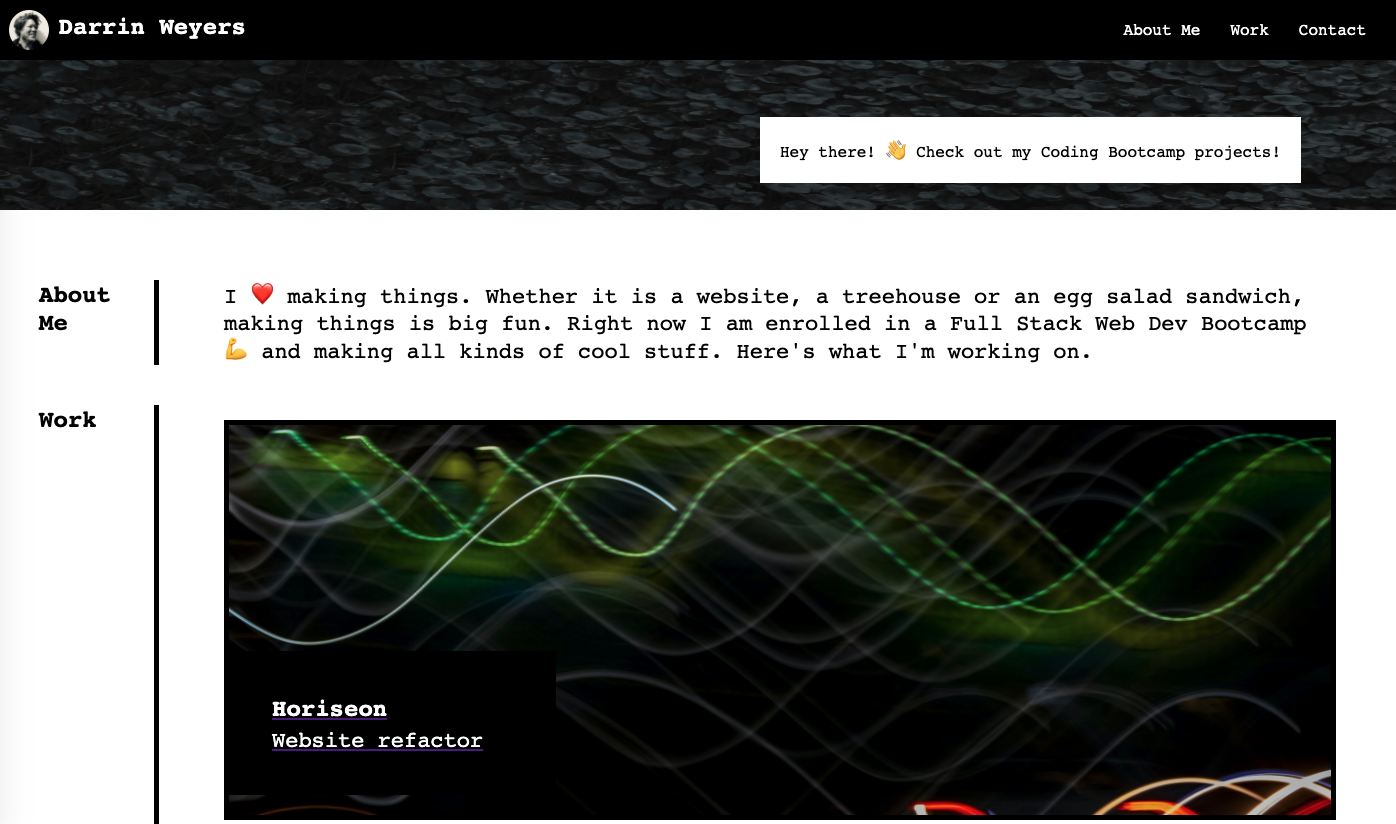 Darrin Weyers
About Me Work Contact
Hey there! 👋 Check out my Coding Bootcamp projects!
About
Me
I ❤️ making things. Whether it is a website, a treehouse or an egg salad sandwich,
making things is big fun. Right now I am enrolled in a Full Stack Web Dev Bootcamp
💪 and making all kinds of cool stuff. Here's what I'm working on.
Work
Horiseon
Website refactor